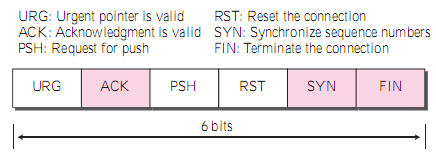 URG: Urgent pointer is valid RST: Reset the connection
ACK: Acknowledgment is valid SYN: Synchronize sequence numbers
PSH: Request for push FIN: Terminate the connection
URG ACK PSH RST SYN FIN
6 bits